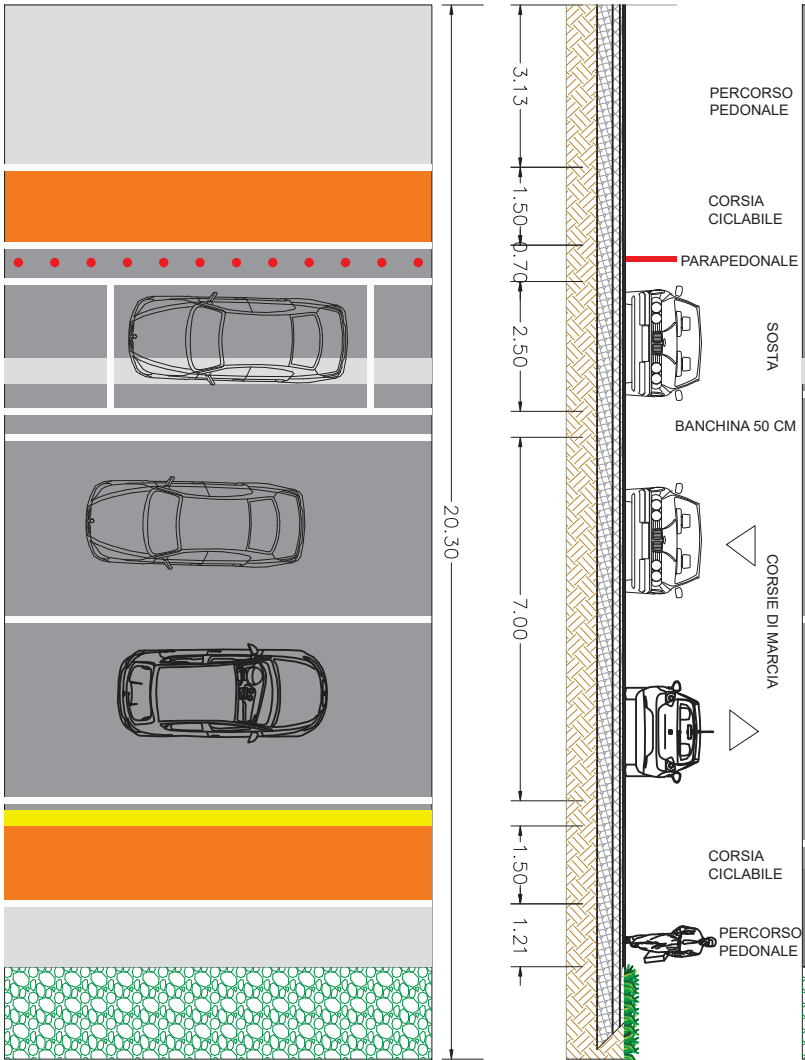 3.13
PERCORSO
PEDONALE
1.50
CORSIA
CICLABILE
0.70
PARAPEDONALE
2.50
SOSTA
BANCHINA 50 CM
20.30
7.00
CORSIE DI MARCIA
1.50
CORSIA
CICLABILE
1.21
PERCORSO
PEDONALE